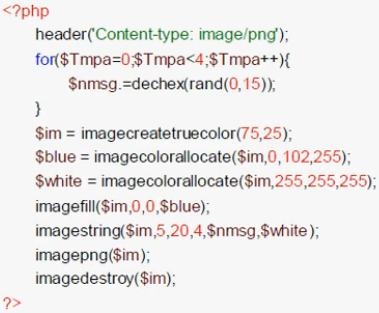 <?php
header('Content-type: image/png');
for($Tmpa=0;$Tmpa<4;$Tmpa++){
$nmsg.=dechex(rand(0,15));
}
$im = imagecreatetruecolor(75,25);
$blue = imagecolorallocate($im,0,102,255);
$white = imagecolorallocate($im,255,255,255);
imagefill($im,0,0,$blue);
imagestring($im,5,20,4,$nmsg,$white);
imagepng($im);
imagedestroy($im);
?>